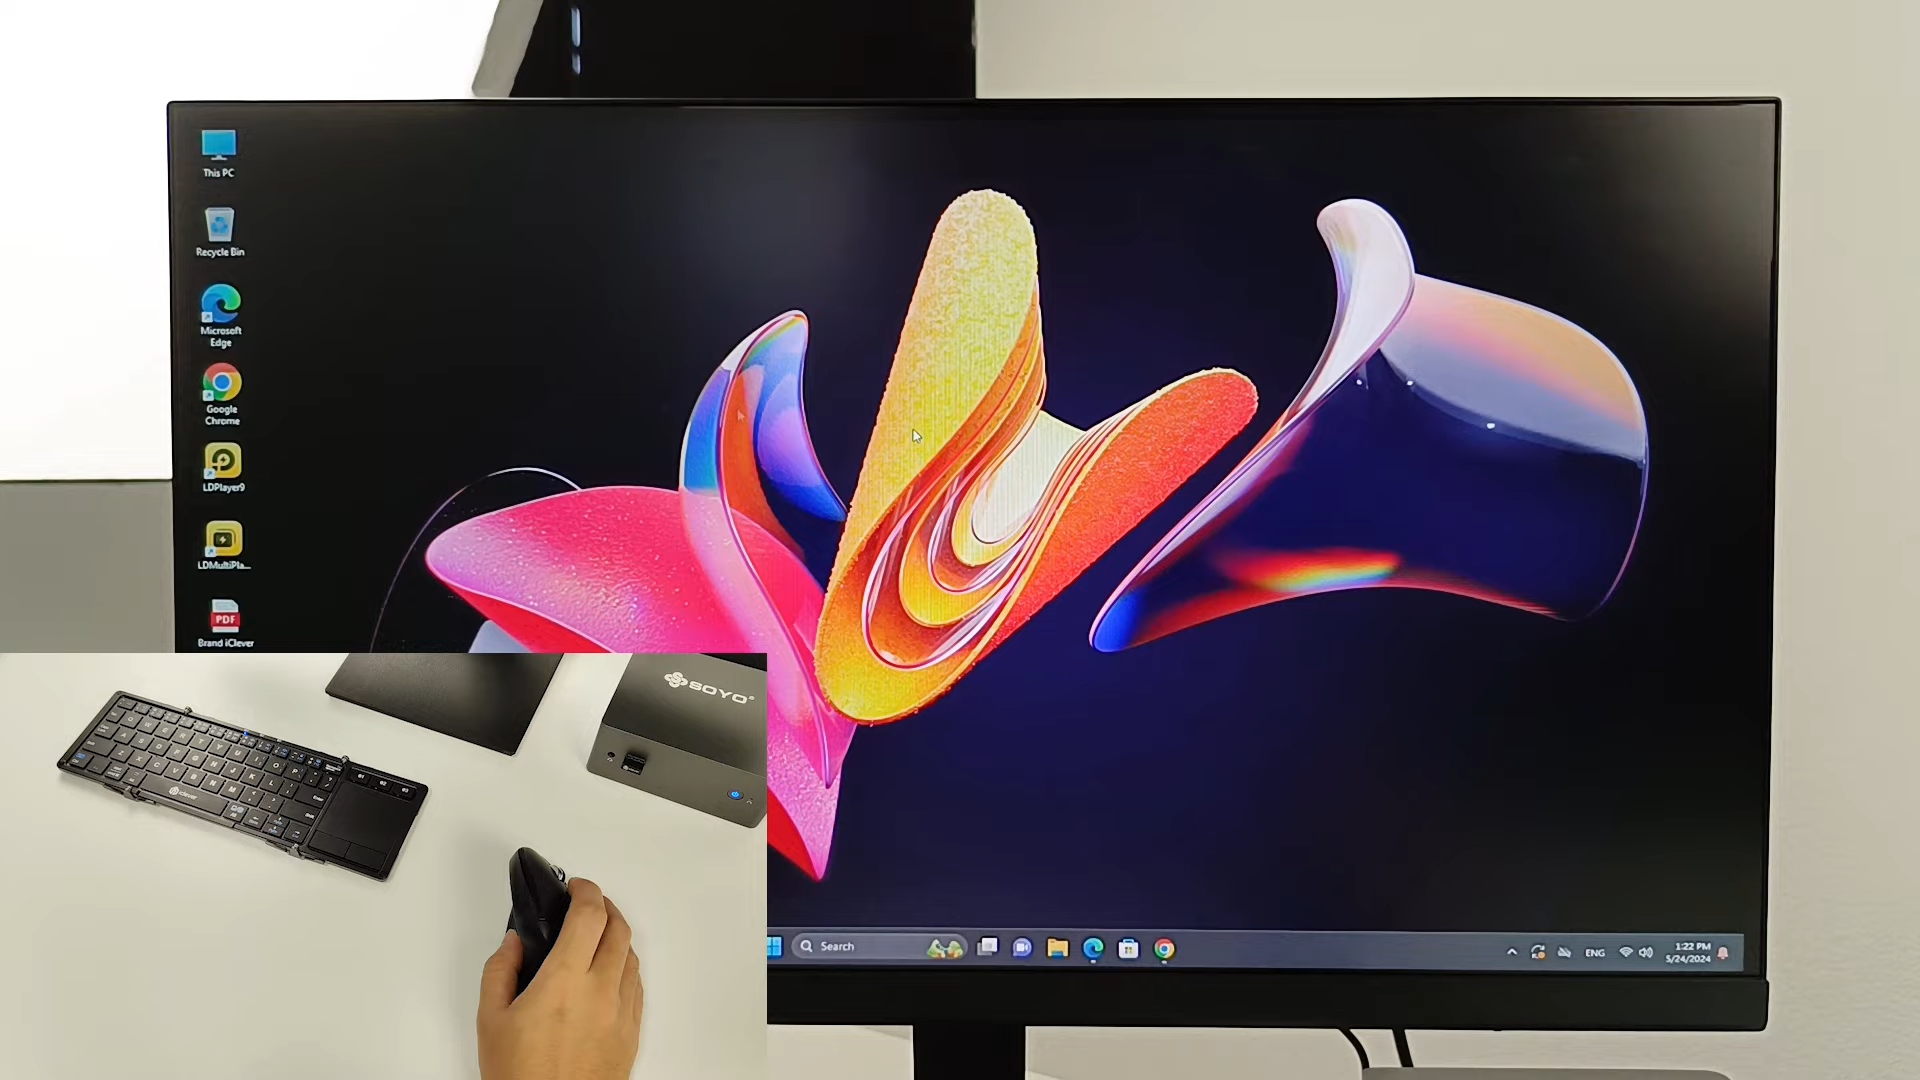 This PC
Recycle Bin
Microsoft
Edge
Google
Chrome
LDPlayer9
LDMultiPla...
PDF
Brand iClever
SOYO
iClever
Search
ENG
1:22 PM
5/24/2024